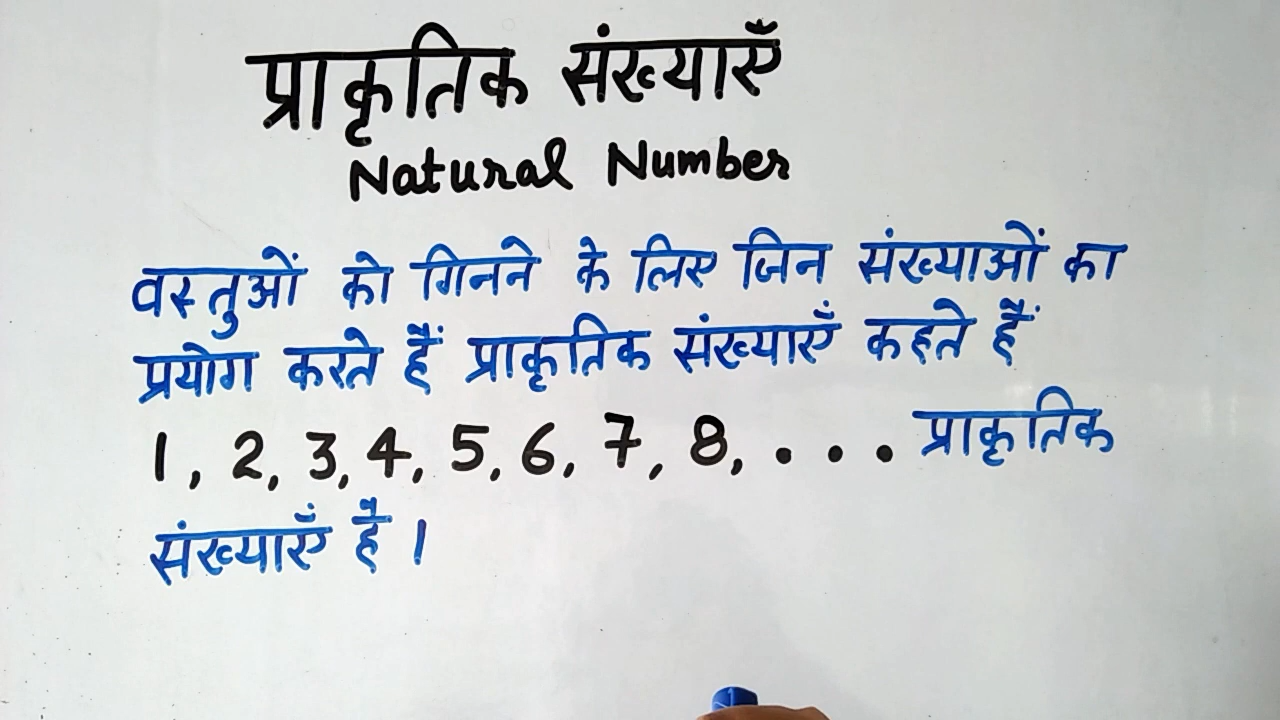 प्राकृतिक संख्याएँ
Natural Number
वस्तुओं को गिनने के लिए जिन संख्याओं का
प्रयोग करते हैं प्राकृतिक संख्याएँ कहते हैं
1, 2, 3, 4, 5, 6, 7, 8, . . . प्राकृतिक
संख्याएँ है ।